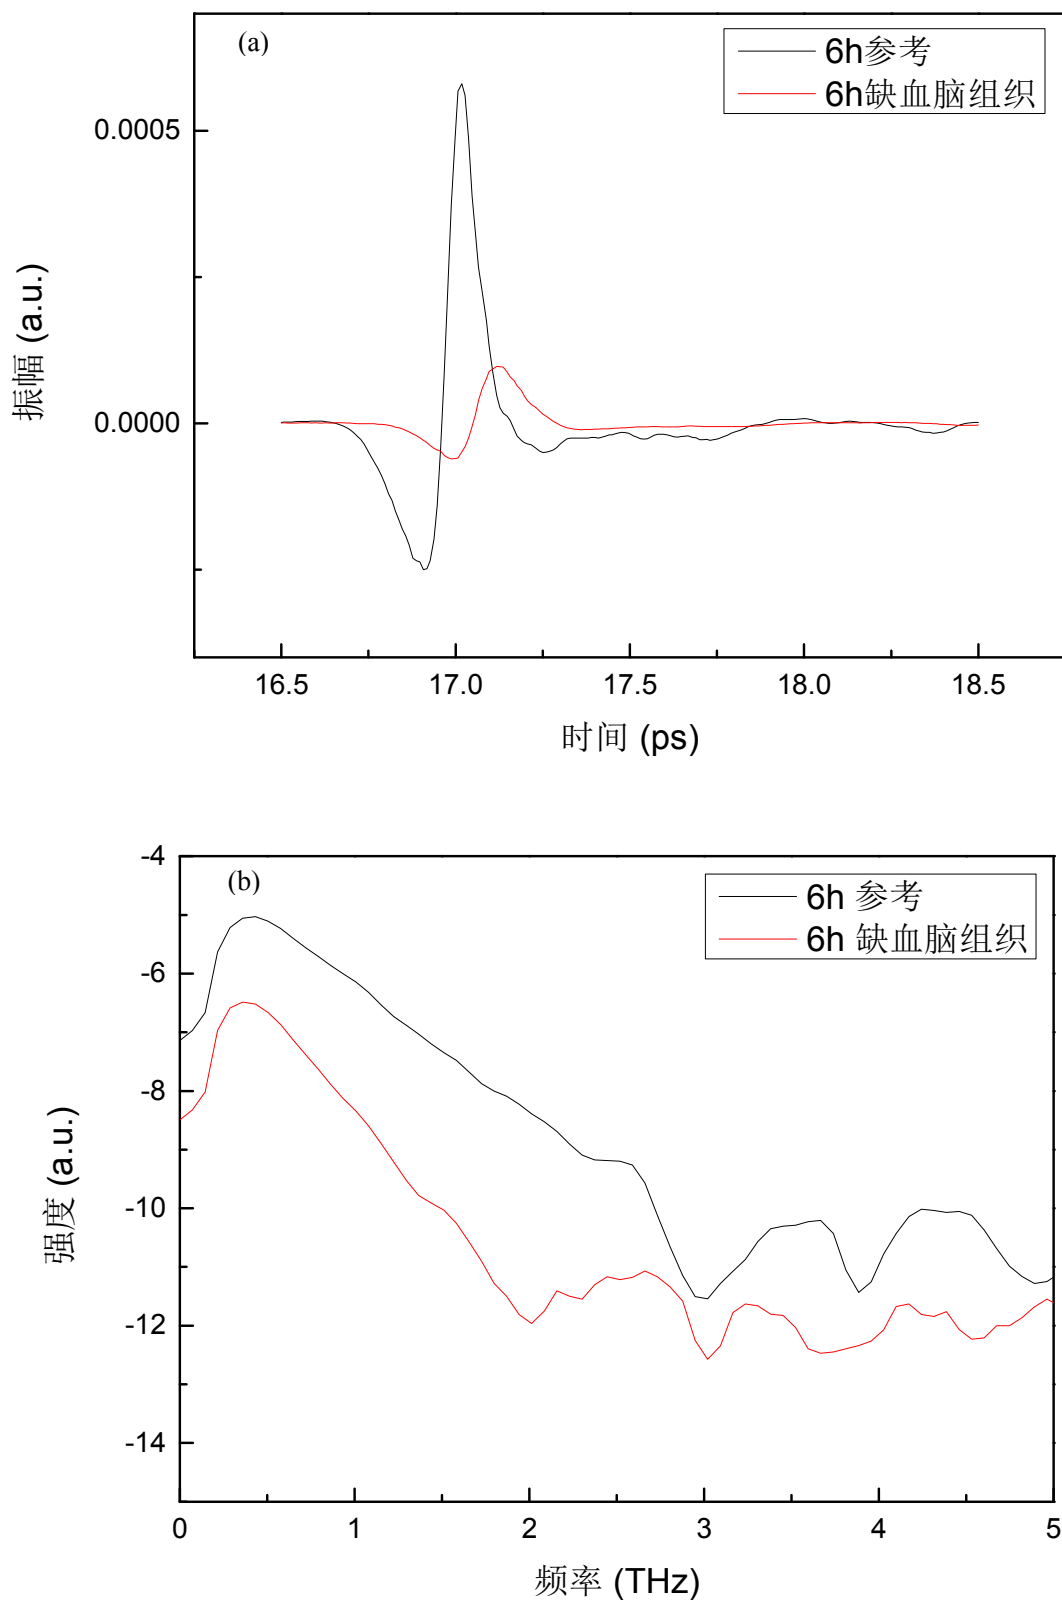 (a)
6h参考
6h缺血脑组织
0.0005
0.0000
振幅 (a.u.)
16.5 17.0 17.5 18.0 18.5
时间 (ps)
(b)
6h 参考
6h 缺血脑组织
-4
-6
-8
-10
-12
-14
强度 (a.u.)
0 1 2 3 4 5
频率 (THz)